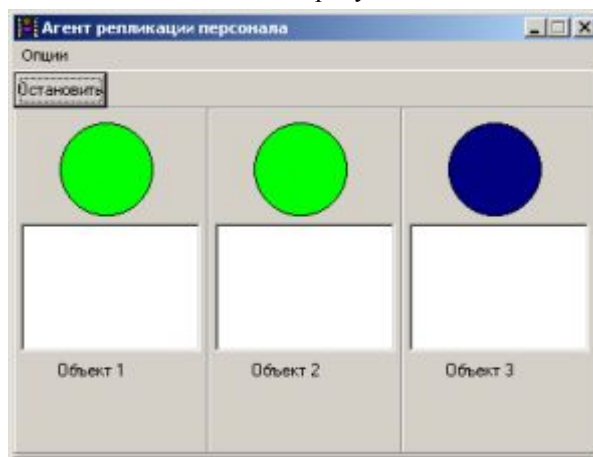 Агент репликации персонала
Опции
Остановить
Объект 1
Объект 2
Объект 3